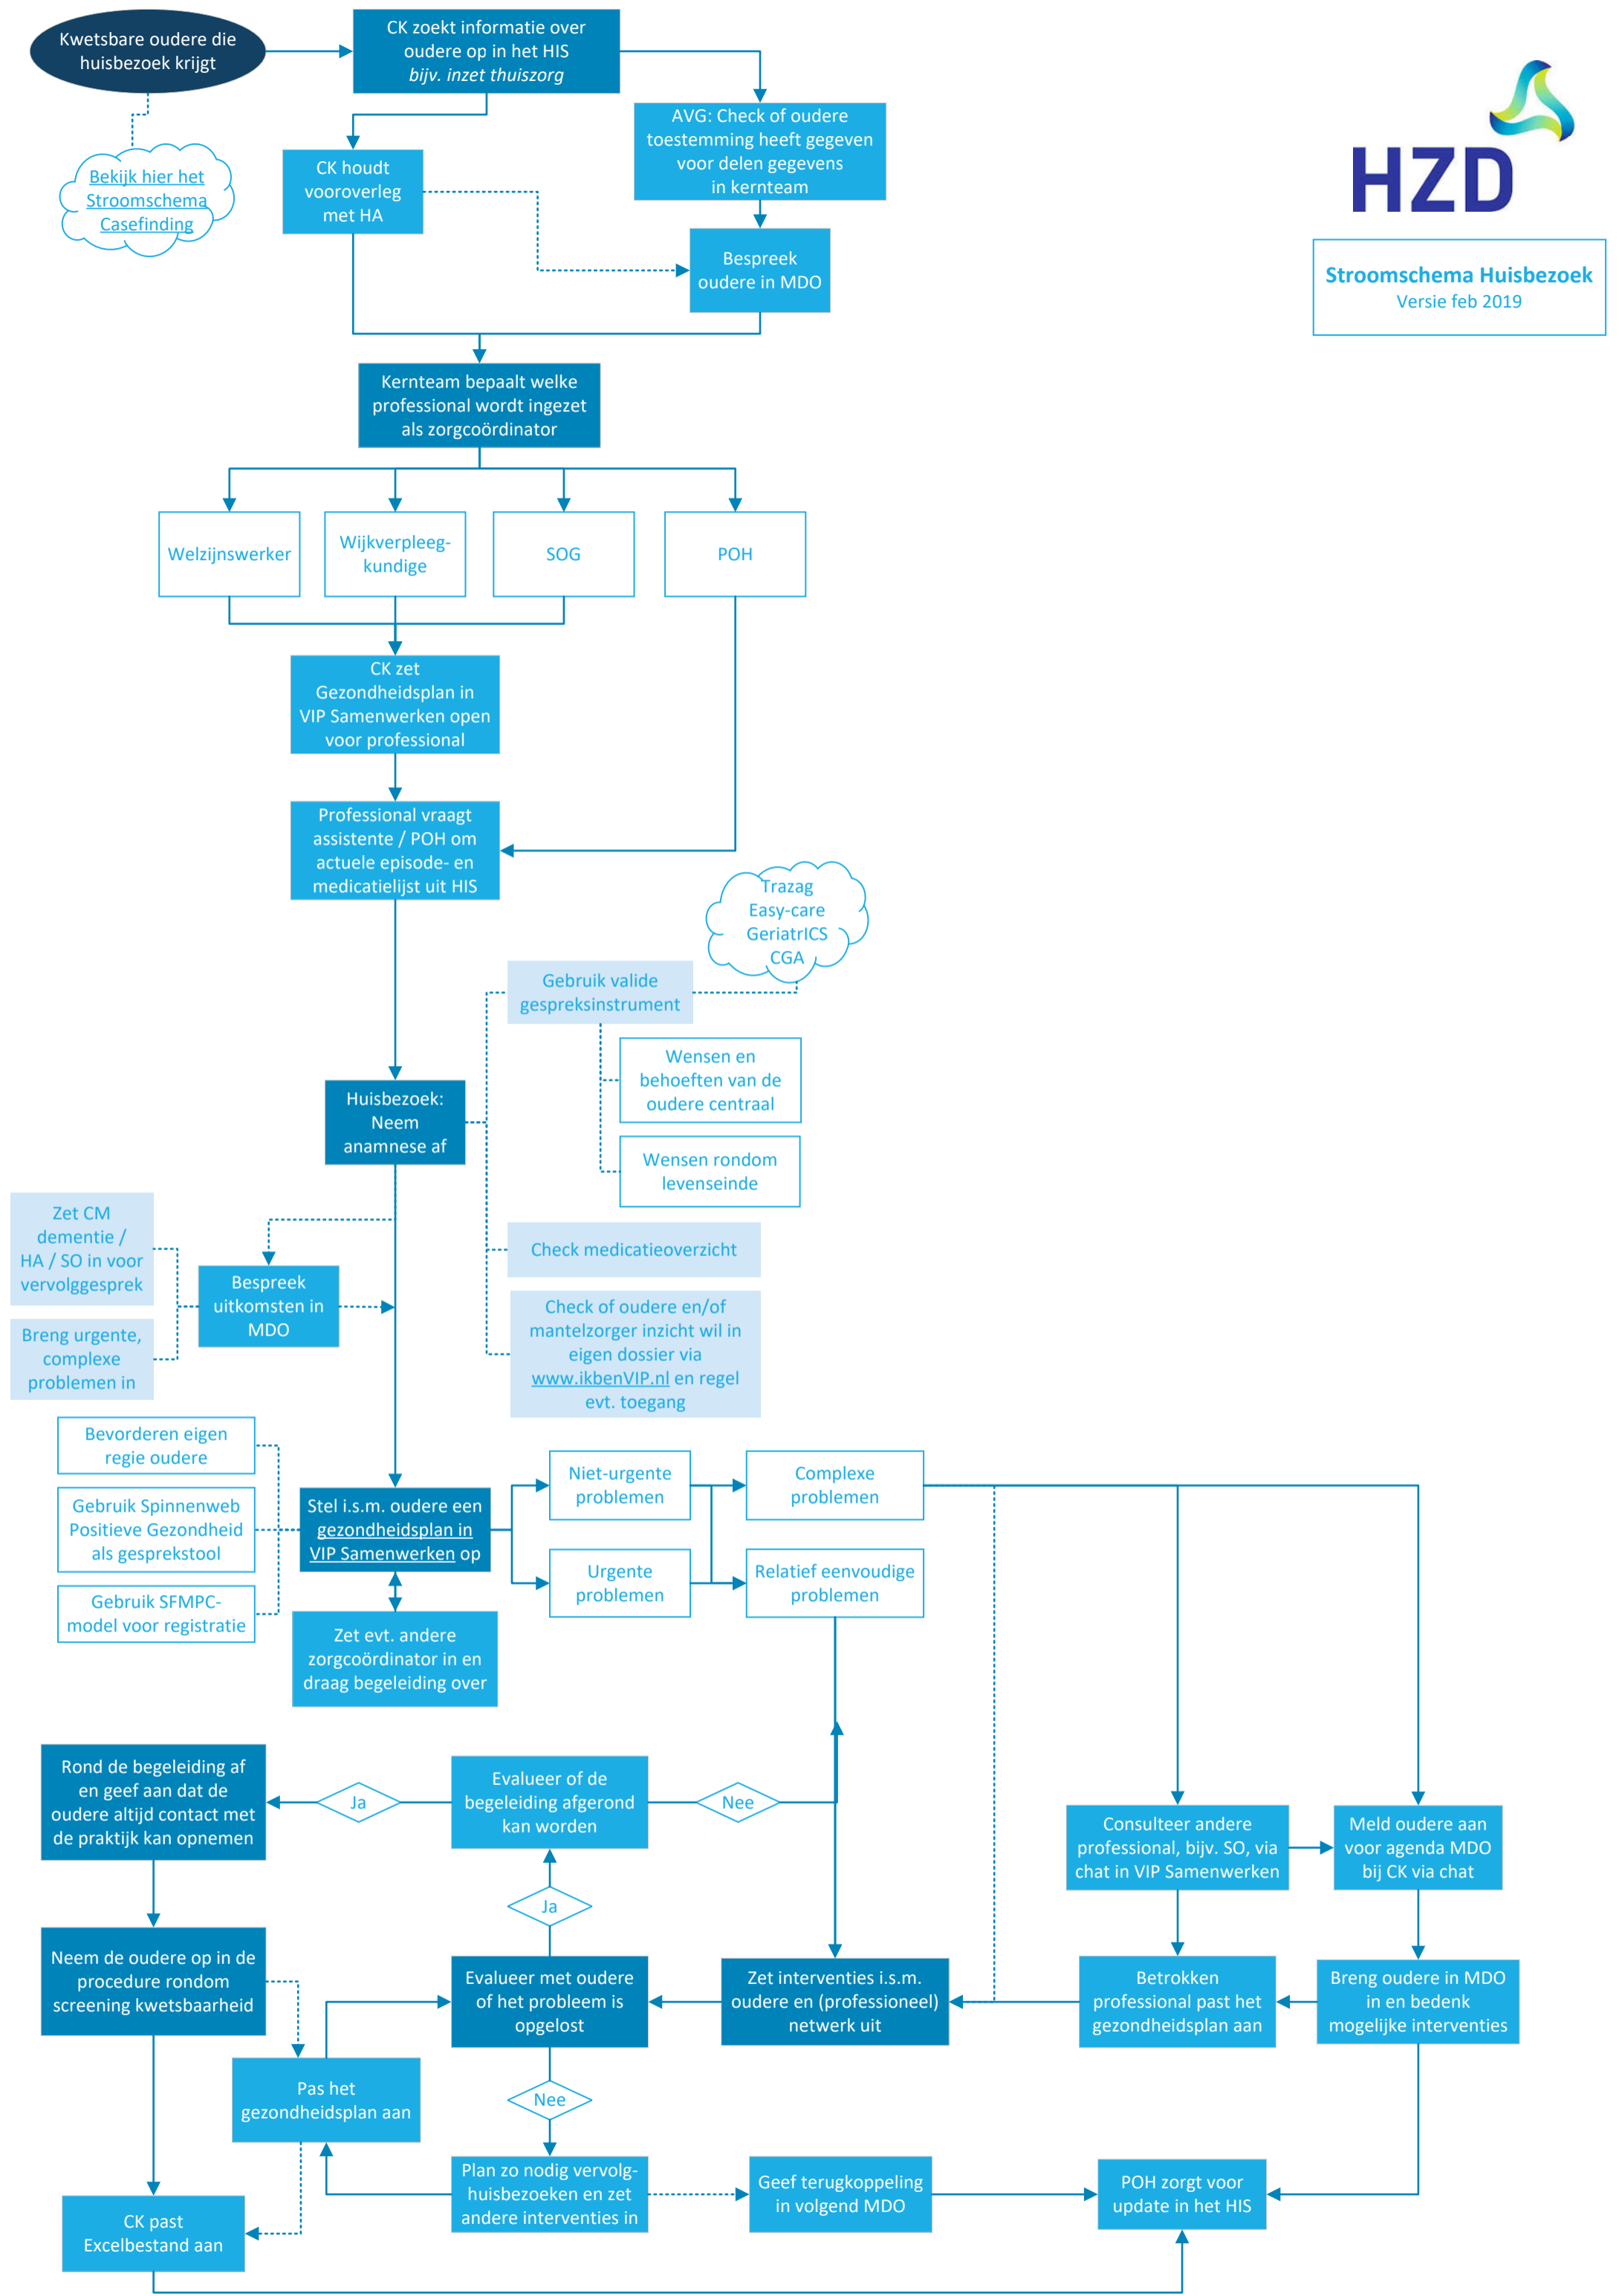 Kwetsbare oudere die
huisbezoek krijgt
CK zoekt informatie over
oudere op in het HIS
bijv. inzet thuiszorg
Bekijk hier het
Stroomschema
Casefinding
CK houdt
vooroverleg
met HA
AVG: Check of oudere
toestemming heeft gegeven
voor delen gegevens
in kernteam
Bespreek
oudere in MDO
HZD
Stroomschema Huisbezoek
Versie feb 2019
Kernteam bepaalt welke
professional wordt ingezet
als zorgcoördinator
Welzijnswerker
Wijkverpleeg-
kundige
SOG
POH
CK zet
Gezondheidsplan in
VIP Samenwerken open
voor professional
Professional vraagt
assistente / POH om
actuele episode- en
medicatielijst uit HIS
Trazag
Easy-care
GeriatrICS
CGA
Gebruik valide
gespreksinstrument
Wensen en
behoeften van de
oudere centraal
Wensen rondom
levenseinde
Huisbezoek:
Neem
anamnese af
Check medicatieoverzicht
Check of oudere en/of
mantelzorger inzicht wil in
eigen dossier via
www.ikbenVIP.nl en regel
evt. toegang
Zet CM
dementie /
HA / SO in voor
vervolggesprek
Breng urgente,
complexe
problemen in
Bespreek
uitkomsten in
MDO
Bevorderen eigen
regie oudere
Gebruik Spinnenweb
Positieve Gezondheid
als gesprekstool
Gebruik SFMPC-
model voor registratie
Stel i.s.m. oudere een
gezondheidsplan in
VIP Samenwerken op
Zet evt. andere
zorgcoördinator in en
draag begeleiding over
Niet-urgente
problemen
Urgente
problemen
Complexe
problemen
Relatief eenvoudige
problemen
Rond de begeleiding af
en geef aan dat de
oudere altijd contact met
de praktijk kan opnemen
Ja
Evalueer of de
begeleiding afgerond
kan worden
Nee
Consulteer andere
professional, bijv. SO, via
chat in VIP Samenwerken
Meld oudere aan
voor agenda MDO
bij CK via chat
Ja
Neem de oudere op in de
procedure rondom
screening kwetsbaarheid
Evalueer met oudere
of het probleem is
opgelost
Zet interventies i.s.m.
oudere en (professioneel)
netwerk uit
Betrokken
professional past het
gezondheidsplan aan
Breng oudere in MDO
in en bedenk
mogelijke interventies
Pas het
gezondheidsplan aan
Nee
CK past
Excelbestand aan
Plan zo nodig vervolg-
huisbezoeken en zet
andere interventies in
Geef terugkoppeling
in volgend MDO
POH zorgt voor
update in het HIS